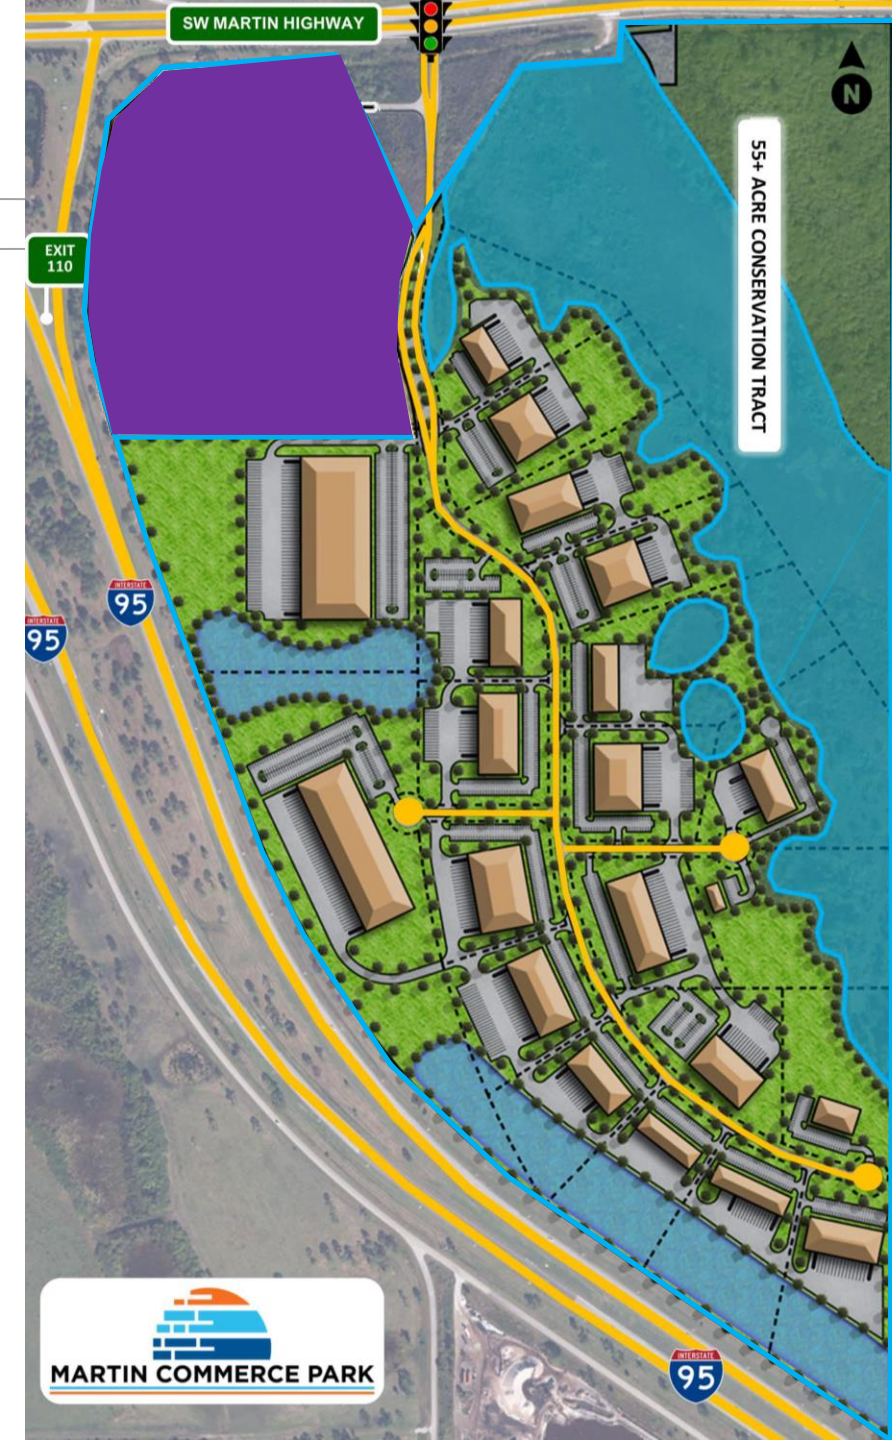 SW MARTIN HIGHWAY
N
55+ ACRE CONSERVATION TRACT
EXIT
110
INTERSTATE
95
INTERSTATE
95
MARTIN COMMERCE PARK
INTERSTATE
95